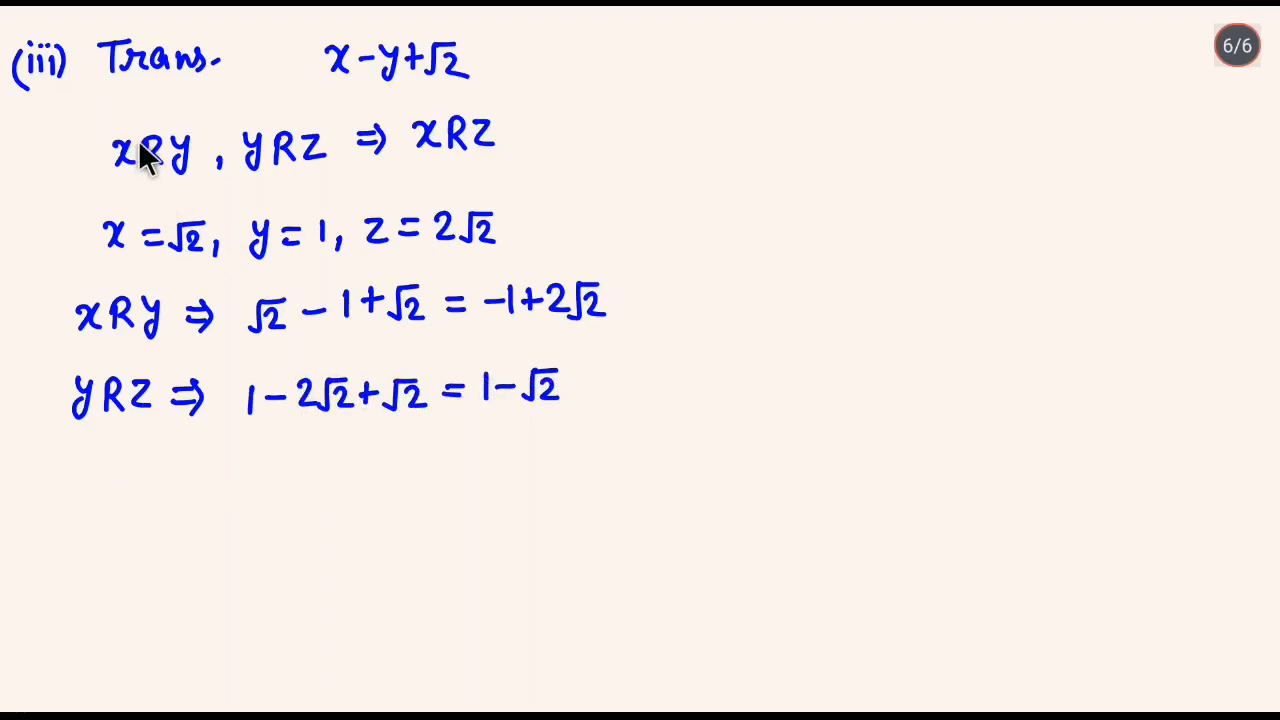 (iii) Trans. x-y+√2
6/6
xRy, yRz ⇒ xRz
x=√2, y=1, z=2√2
xRy ⇒ √2-1+√2 = -1+2√2
yRz ⇒ 1-2√2+√2 = 1-√2